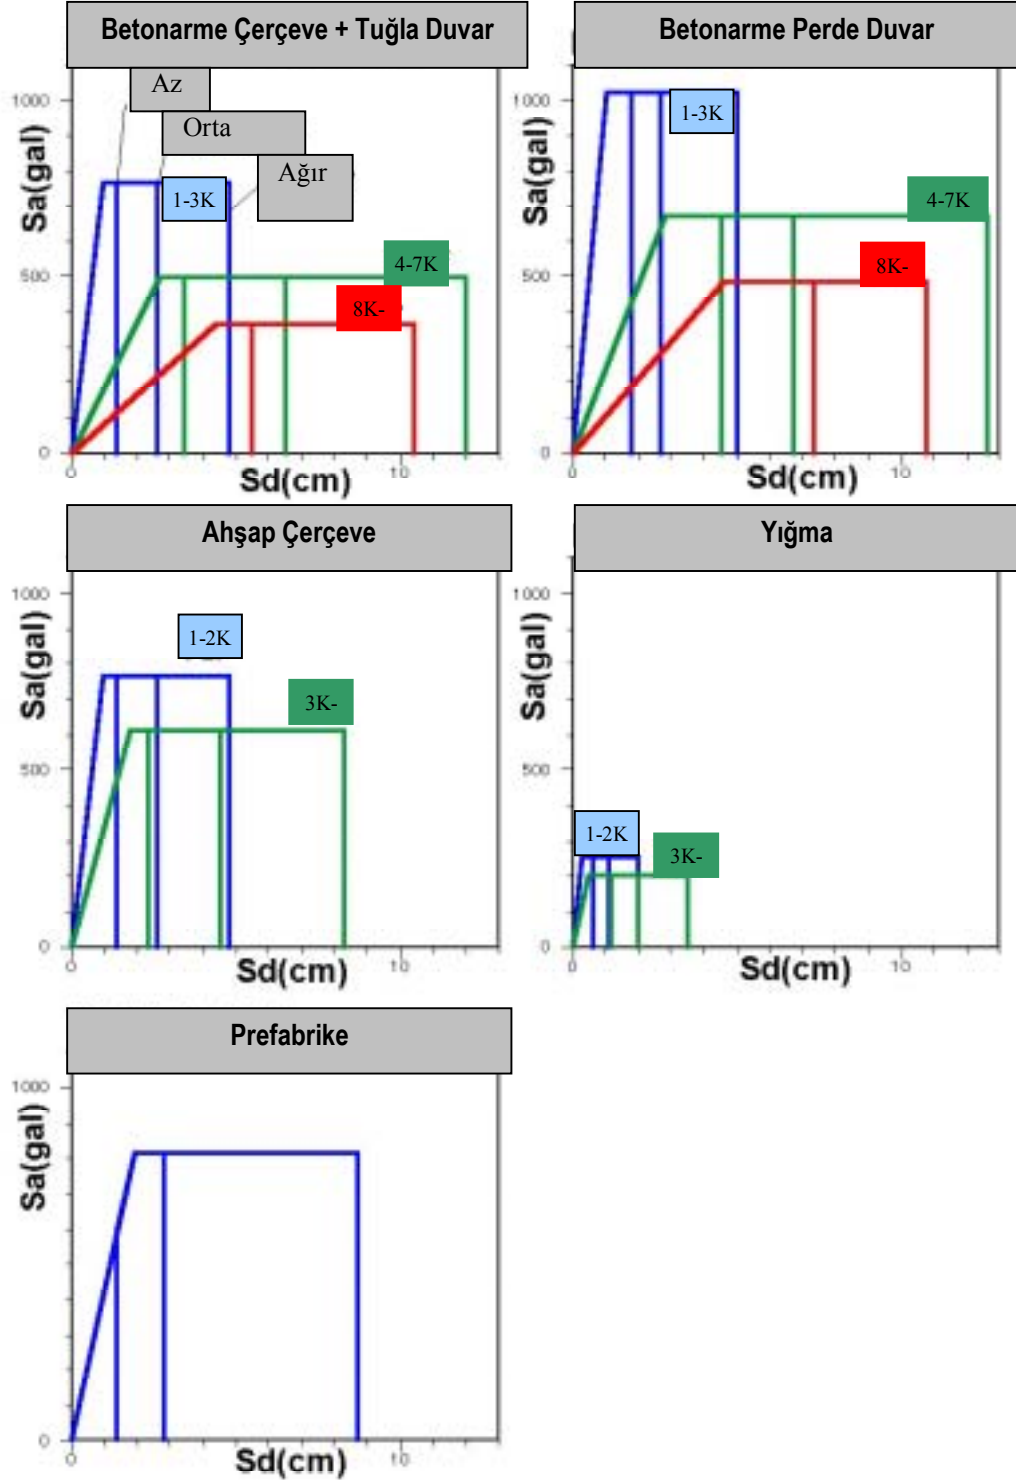 Betonarme Çerçeve + Tuğla Duvar
Sa(gal)
1000
500
0
Az
Orta
Ağır
1-3K
4-7K
8K-
0
10
Sd(cm)
Betonarme Perde Duvar
Sa(gal)
1000
500
0
1-3K
4-7K
8K-
0
10
Sd(cm)
Ahşap Çerçeve
Sa(gal)
1000
500
0
1-2K
3K-
0
10
Sd(cm)
Yığma
Sa(gal)
1000
500
0
1-2K
3K-
0
10
Sd(cm)
Prefabrike
Sa(gal)
1000
0
0
10
Sd(cm)